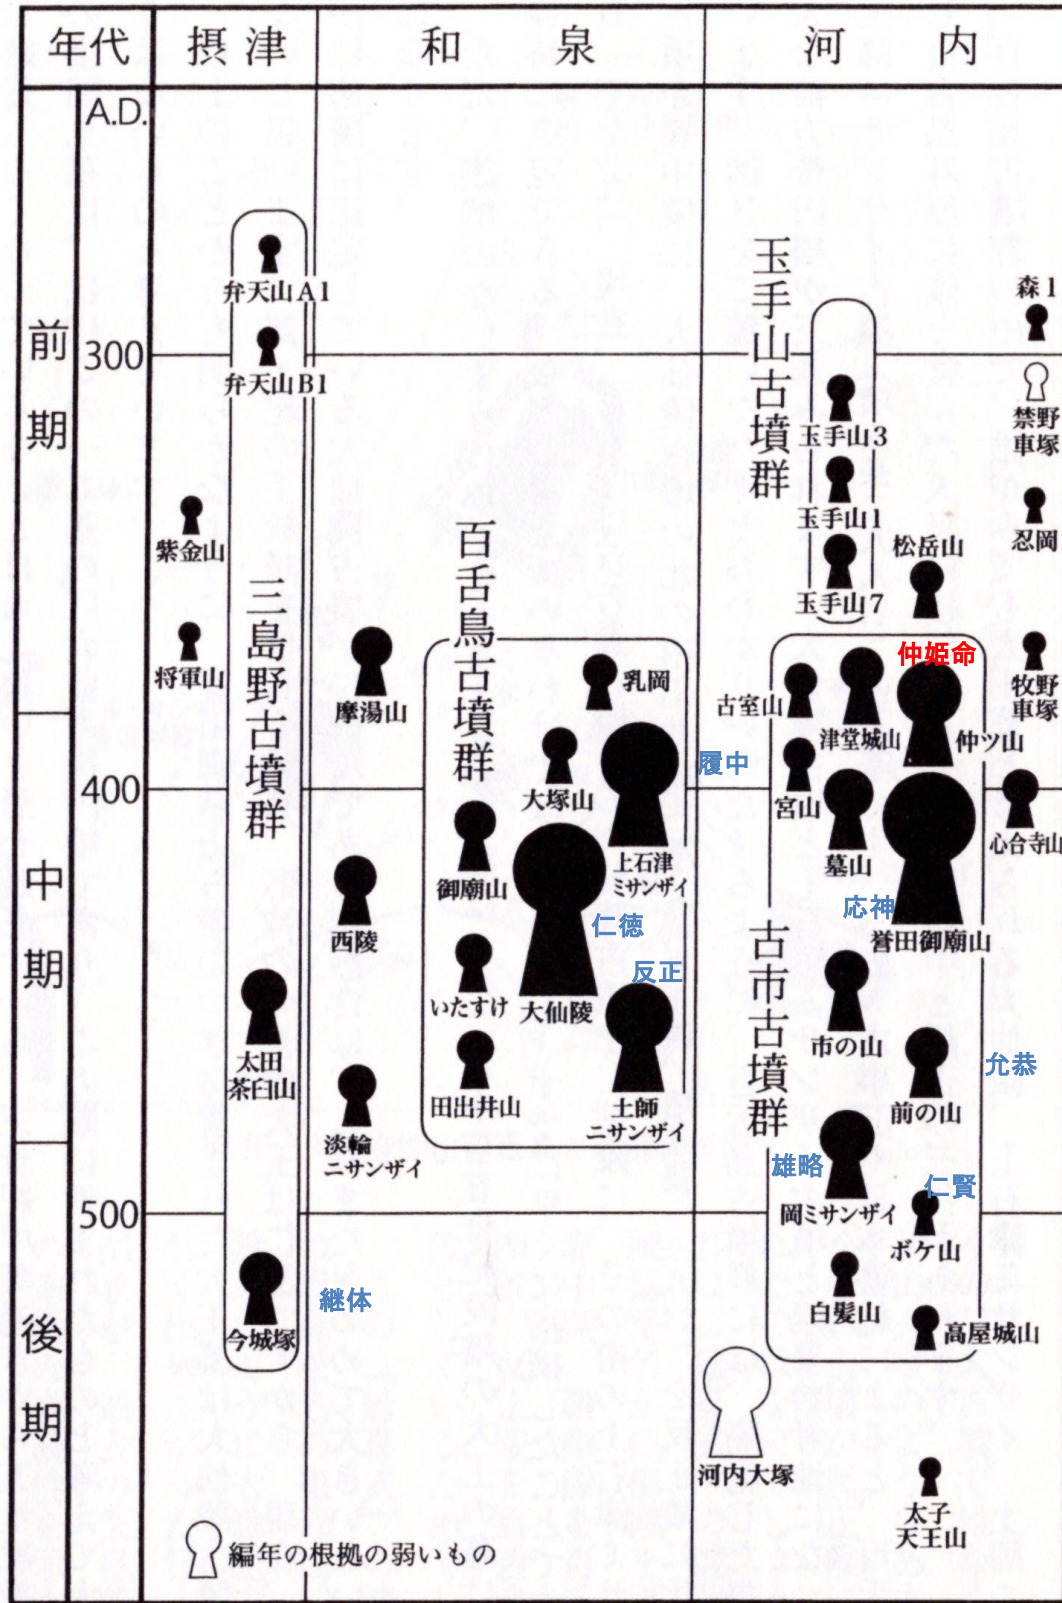 年代
摂津
和泉
河内
A.D.
300
400
500
前期
中期
後期
弁天山A1
弁天山B1
紫金山
将軍山
三島野古墳群
太田
茶臼山
今城塚
継体
摩湯山
西陵
淡輪
ニサンザイ
百舌鳥古墳群
乳岡
大塚山
履中
上石津
ミサンザイ
御廟山
仁徳
大仙陵
いたすけ
反正
田出井山
土師
ニサンザイ
玉手山古墳群
玉手山3
玉手山1
玉手山7
松岳山
森1
禁野
車塚
忍岡
牧野
車塚
心合寺山
仲姫命
古室山
津堂城山
仲ツ山
宮山
墓山
応神
誉田御廟山
古市古墳群
市の山
允恭
前の山
雄略
岡ミサンザイ
仁賢
ボケ山
白髪山
高屋城山
河内大塚
太子
天王山
編年の根拠の弱いもの